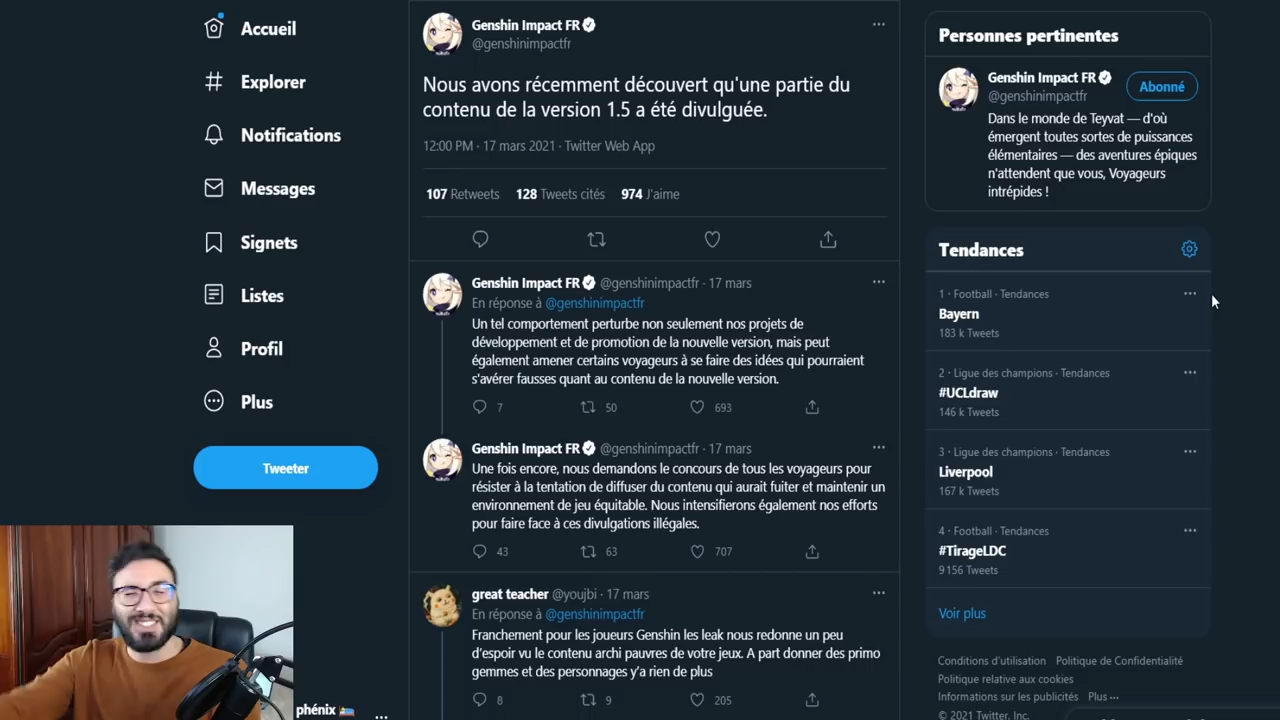 Accueil
Explorer
Notifications
Messages
Signets
Listes
Profil
Plus
Tweeter
phénix
Genshin Impact FR
@genshinimpactfr
Nous avons récemment découvert qu'une partie du
contenu de la version 1.5 a été divulguée.
12:00 PM · 17 mars 2021 · Twitter Web App
107 Retweets 128 Tweets cités 974 J'aime
Genshin Impact FR @genshinimpactfr · 17 mars
En réponse à @genshinimpactfr
Un tel comportement perturbe non seulement nos projets de
développement et de promotion de la nouvelle version, mais peut
également amener certains voyageurs à se faire des idées qui pourraient
s'avérer fausses quant au contenu de la nouvelle version.
7 50 693
Genshin Impact FR @genshinimpactfr · 17 mars
Une fois encore, nous demandons le concours de tous les voyageurs pour
résister à la tentation de diffuser du contenu qui aurait fuiter et maintenir un
environnement de jeu équitable. Nous intensifierons également nos efforts
pour faire face à ces divulgations illégales.
43 63 707
great teacher @youjbi · 17 mars
En réponse à @genshinimpactfr
Franchement pour les joueurs Genshin les leak nous redonne un peu
d'espoir vu le contenu archi pauvres de votre jeux. A part donner des primo
gemmes et des personnages y'a rien de plus
8 9 205
Personnes pertinentes
Genshin Impact FR
@genshinimpactfr
Abonné
Dans le monde de Teyvat — d'où
émergent toutes sortes de puissances
élémentaires — des aventures épiques
n'attendent que vous, Voyageurs
intrépides !
Tendances
1 · Football · Tendances
Bayern
183 k Tweets
2 · Ligue des champions · Tendances
#UCLdraw
146 k Tweets
3 · Ligue des champions · Tendances
Liverpool
167 k Tweets
4 · Football · Tendances
#TirageLDC
9 156 Tweets
Voir plus
Conditions d'utilisation Politique de Confidentialité
Politique relative aux cookies
Informations sur les publicités Plus ···
© 2021 Twitter, Inc.